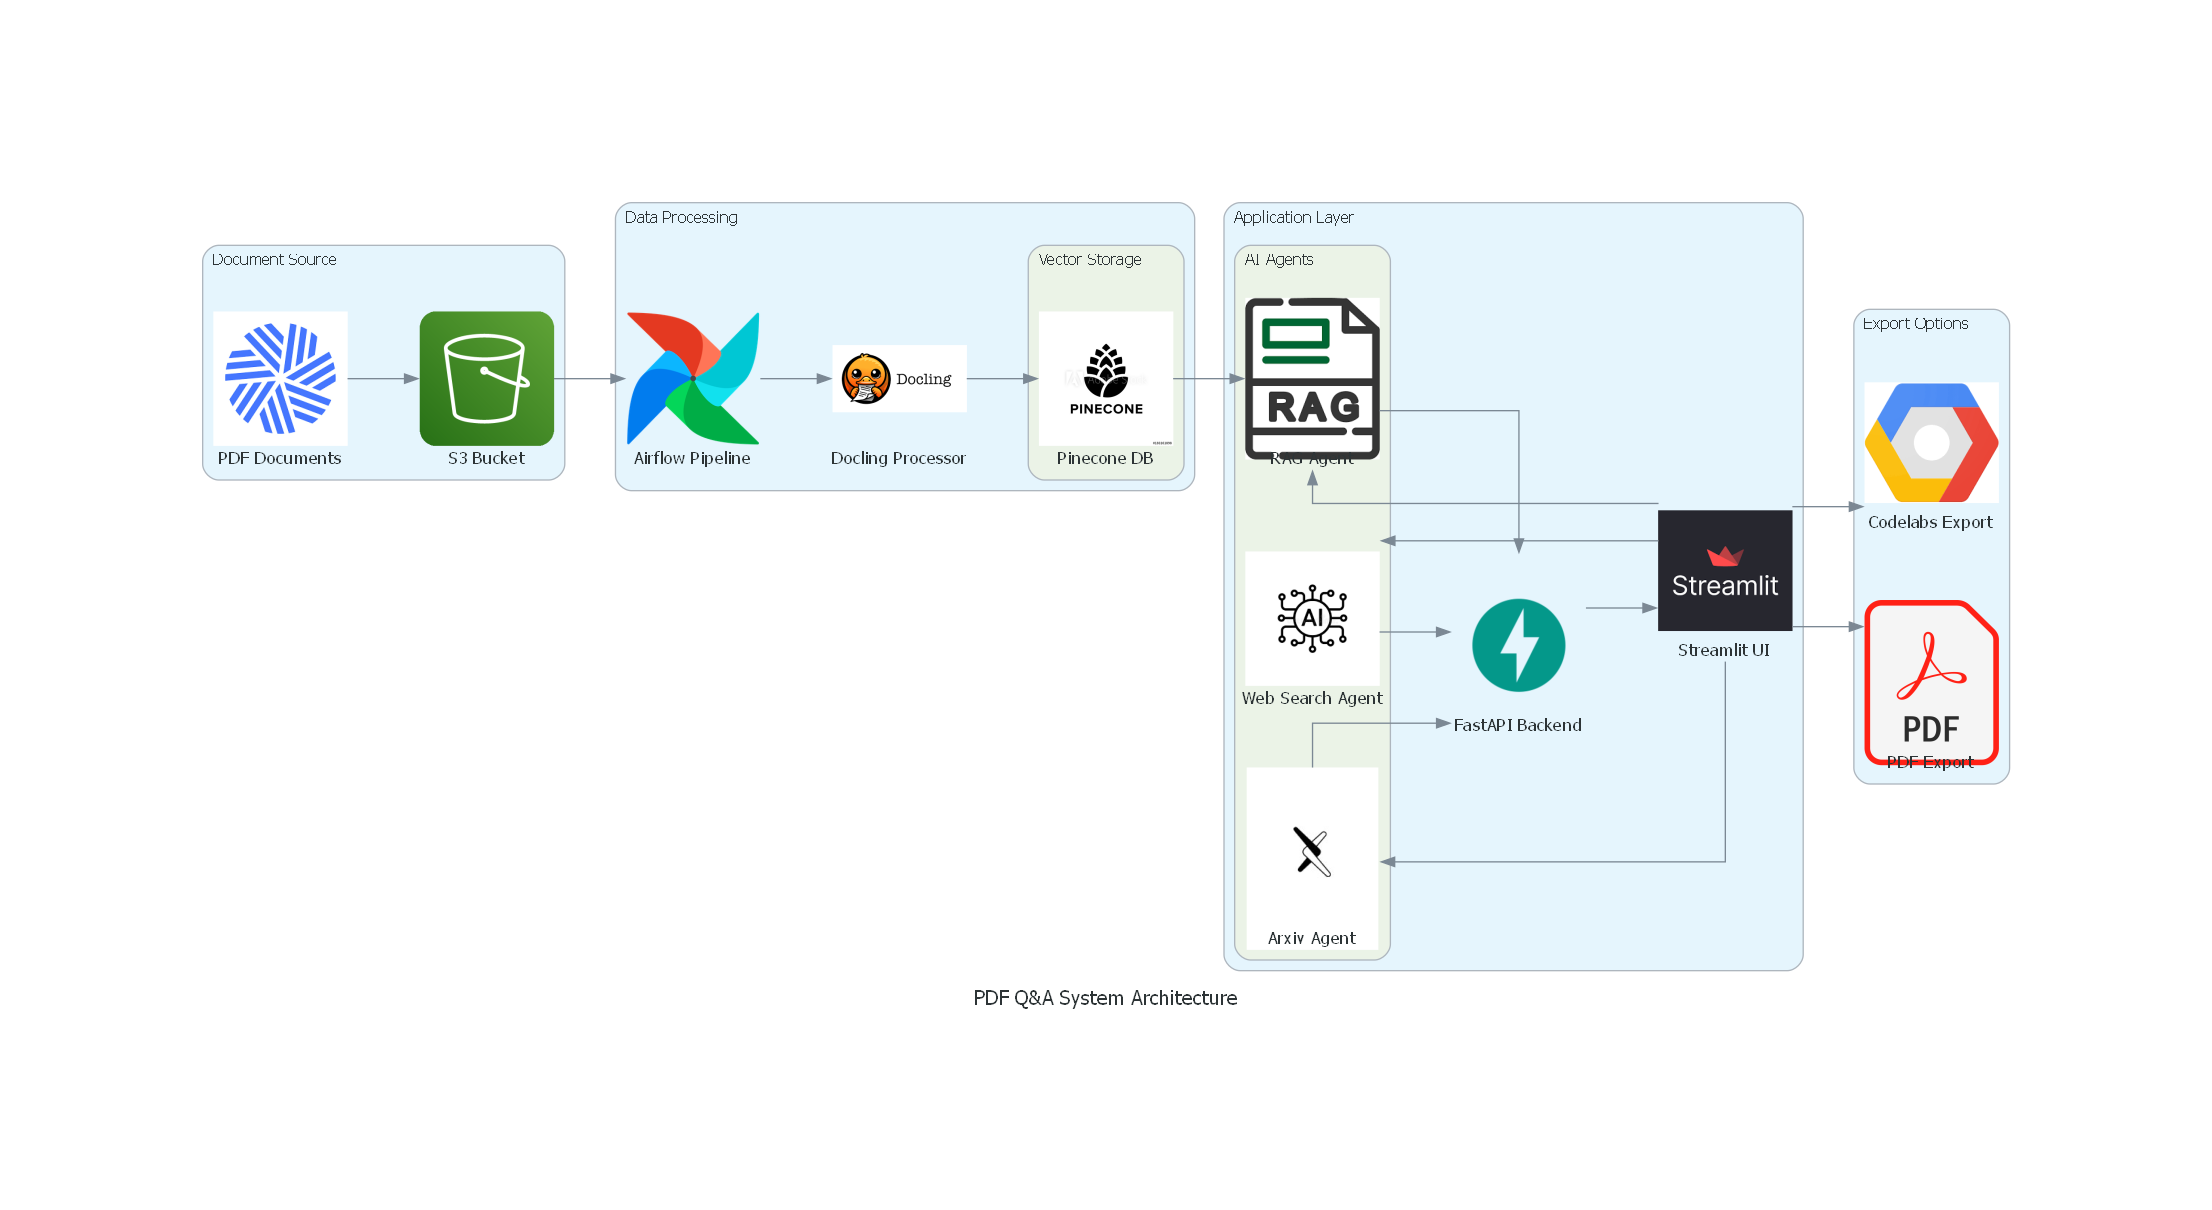 Data Processing
Application Layer
Document Source
Vector Storage
AI Agents
Export Options
Docling
PINECONE
RAG
PDF Documents
S3 Bucket
Airflow Pipeline
Docling Processor
Pinecone DB
RAG Agent
Codelabs Export
Streamlit
AI
Streamlit UI
Web Search Agent
FastAPI Backend
PDF
PDF Export
Arxiv Agent
PDF Q&A System Architecture